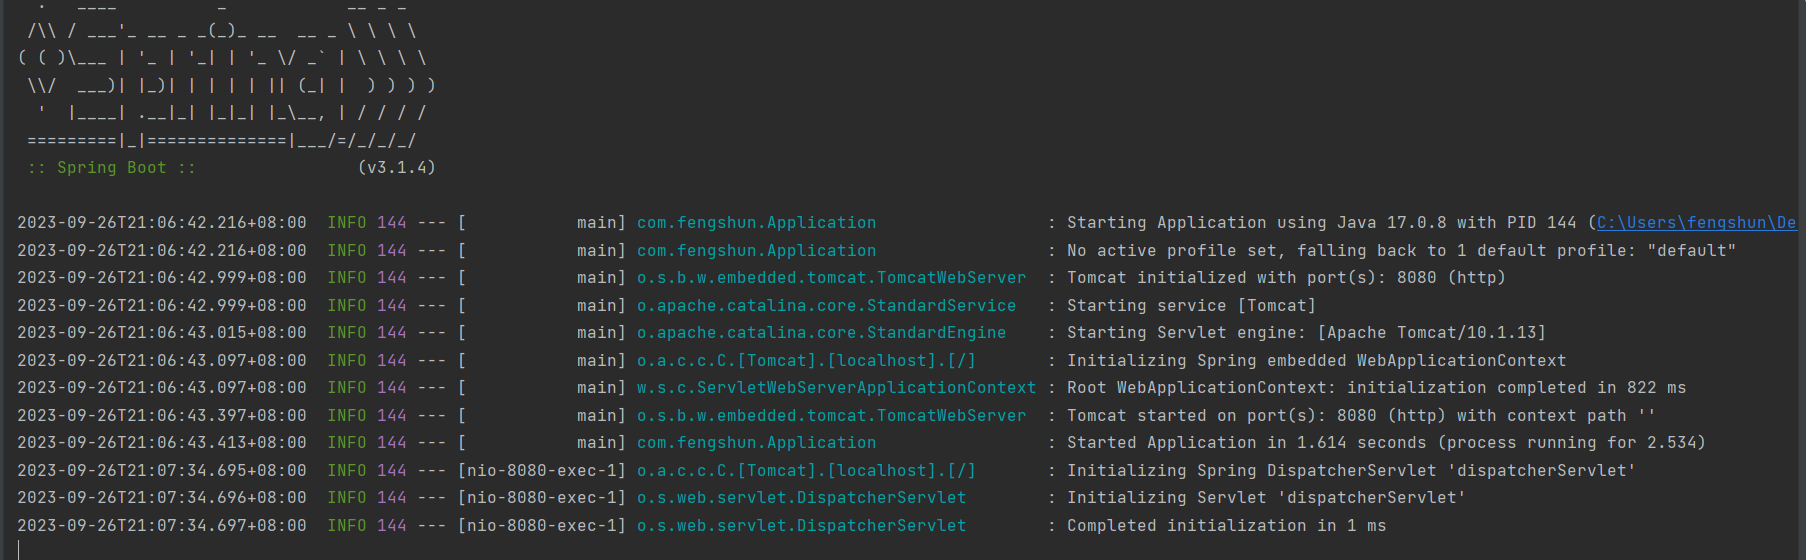 .   ____          _            __ _ _
 /\\ / ___'_ __ _ _(_)_ __  __ _ \ \ \ \
( ( )\___ | '_ | '_| | '_ \/ _` | \ \ \ \
 \\/  ___)| |_)| | | | | || (_| |  ) ) ) )
  '  |____| .__|_| |_|_| |_\__, | / / / /
 =========|_|==============|___/=/_/_/_/
 :: Spring Boot ::                (v3.1.4)
2023-09-26T21:06:42.216+08:00  INFO 144 --- [           main] com.fengshun.Application                 : Starting Application using Java 17.0.8 with PID 144 (C:\Users\fengshun\De
2023-09-26T21:06:42.216+08:00  INFO 144 --- [           main] com.fengshun.Application                 : No active profile set, falling back to 1 default profile: "default"
2023-09-26T21:06:42.999+08:00  INFO 144 --- [           main] o.s.b.w.embedded.tomcat.TomcatWebServer  : Tomcat initialized with port(s): 8080 (http)
2023-09-26T21:06:42.999+08:00  INFO 144 --- [           main] o.apache.catalina.core.StandardService   : Starting service [Tomcat]
2023-09-26T21:06:43.015+08:00  INFO 144 --- [           main] o.apache.catalina.core.StandardEngine    : Starting Servlet engine: [Apache Tomcat/10.1.13]
2023-09-26T21:06:43.097+08:00  INFO 144 --- [           main] o.a.c.c.C.[Tomcat].[localhost].[/]       : Initializing Spring embedded WebApplicationContext
2023-09-26T21:06:43.097+08:00  INFO 144 --- [           main] w.s.c.ServletWebServerApplicationContext : Root WebApplicationContext: initialization completed in 822 ms
2023-09-26T21:06:43.397+08:00  INFO 144 --- [           main] o.s.b.w.embedded.tomcat.TomcatWebServer  : Tomcat started on port(s): 8080 (http) with context path ''
2023-09-26T21:06:43.413+08:00  INFO 144 --- [           main] com.fengshun.Application                 : Started Application in 1.614 seconds (process running for 2.534)
2023-09-26T21:07:34.695+08:00  INFO 144 --- [nio-8080-exec-1] o.a.c.c.C.[Tomcat].[localhost].[/]       : Initializing Spring DispatcherServlet 'dispatcherServlet'
2023-09-26T21:07:34.696+08:00  INFO 144 --- [nio-8080-exec-1] o.s.web.servlet.DispatcherServlet        : Initializing Servlet 'dispatcherServlet'
2023-09-26T21:07:34.697+08:00  INFO 144 --- [nio-8080-exec-1] o.s.web.servlet.DispatcherServlet        : Completed initialization in 1 ms